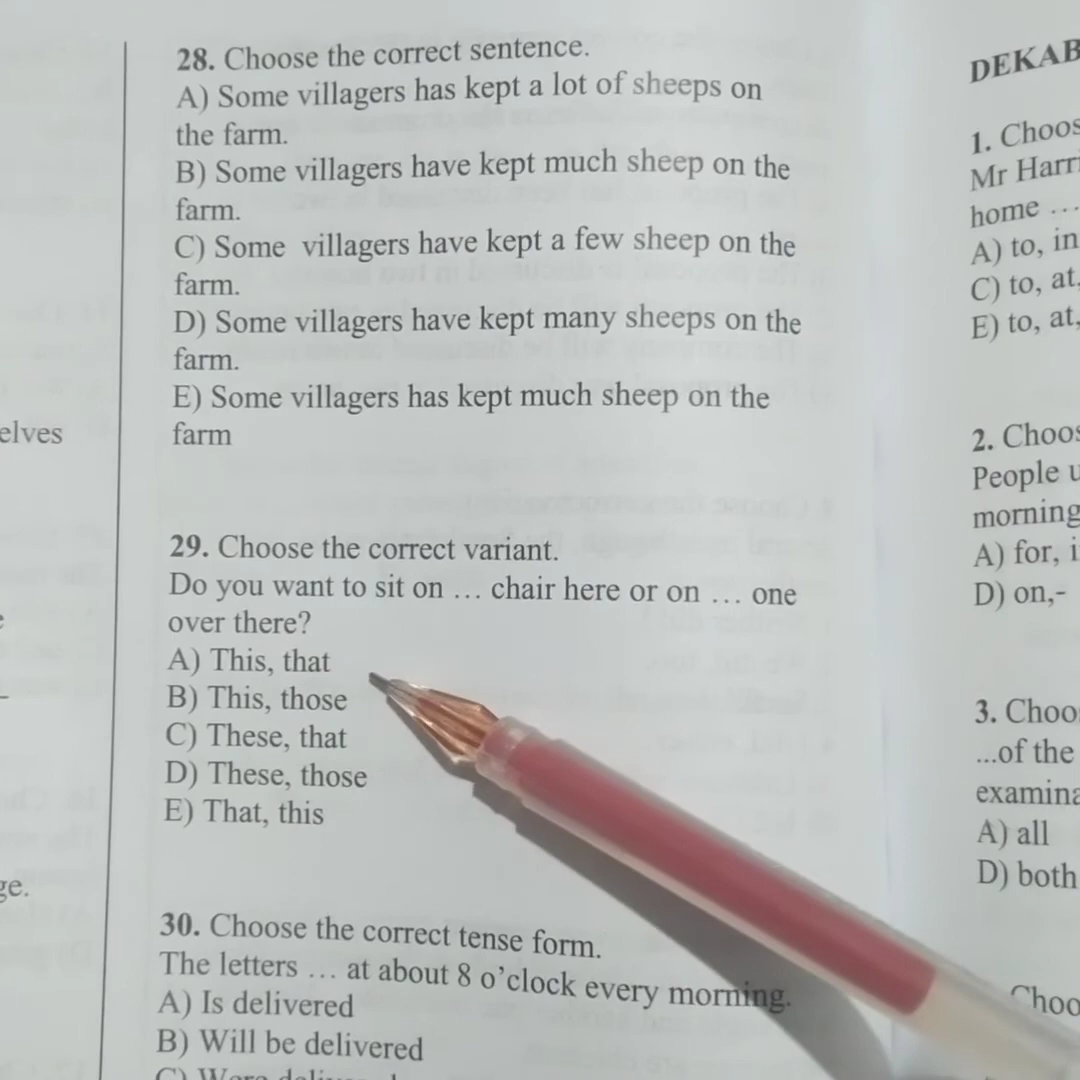 elves
ge.
28. Choose the correct sentence.
A) Some villagers has kept a lot of sheeps on
the farm.
B) Some villagers have kept much sheep on the
farm.
C) Some villagers have kept a few sheep on the
farm.
D) Some villagers have kept many sheeps on the
farm.
E) Some villagers has kept much sheep on the
farm
29. Choose the correct variant.
Do you want to sit on ... chair here or on ... one
over there?
A) This, that
B) This, those
C) These, that
D) These, those
E) That, this
30. Choose the correct tense form.
The letters ... at about 8 o'clock every morning.
A) Is delivered
B) Will be delivered
DEKAB
1. Choos
Mr Harri
home ...
A) to, in
C) to, at,
E) to, at,
2. Choos
People u
morning
A) for, i
D) on,-
3. Choo
...of the
examina
A) all
D) both
Choo